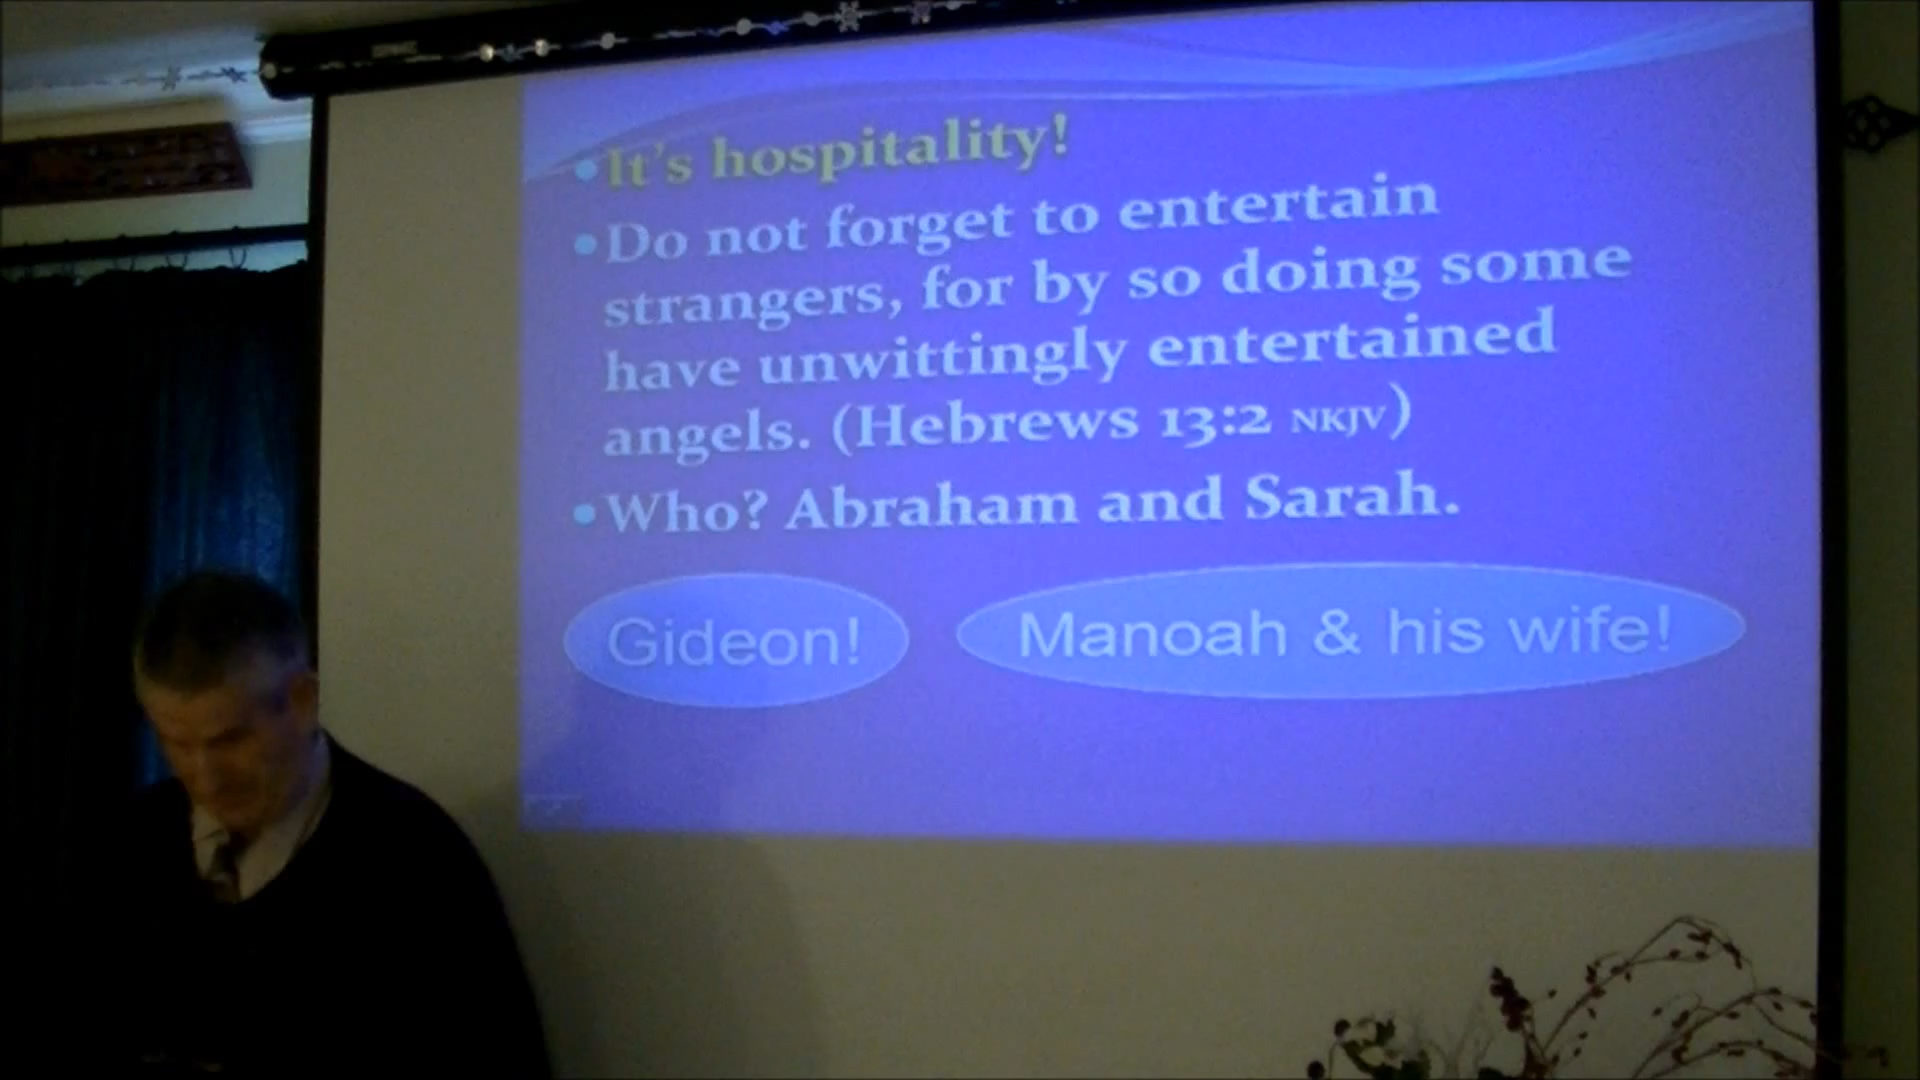 • It's hospitality!
• Do not forget to entertain
strangers, for by so doing some
have unwittingly entertained
angels. (Hebrews 13:2 NKJV)
• Who? Abraham and Sarah.
Gideon! Manoah & his wife!